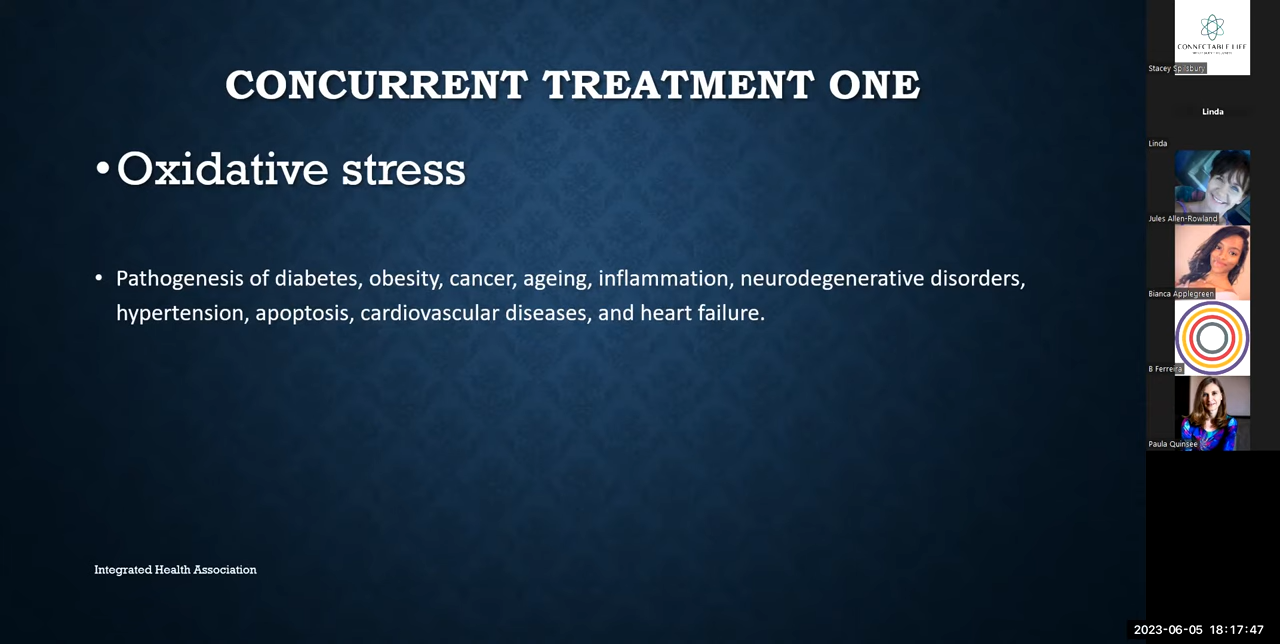 CONCURRENT TREATMENT ONE
•Oxidative stress
• Pathogenesis of diabetes, obesity, cancer, ageing, inflammation, neurodegenerative disorders,
hypertension, apoptosis, cardiovascular diseases, and heart failure.
Integrated Health Association
CONNECTABLE LIFE
Stacey Spilsbury
Linda
Linda
Jules Allen-Rowland
Bianca Applegreen
B Ferreira
Paula Quinsee
2023-06-05 18:17:47